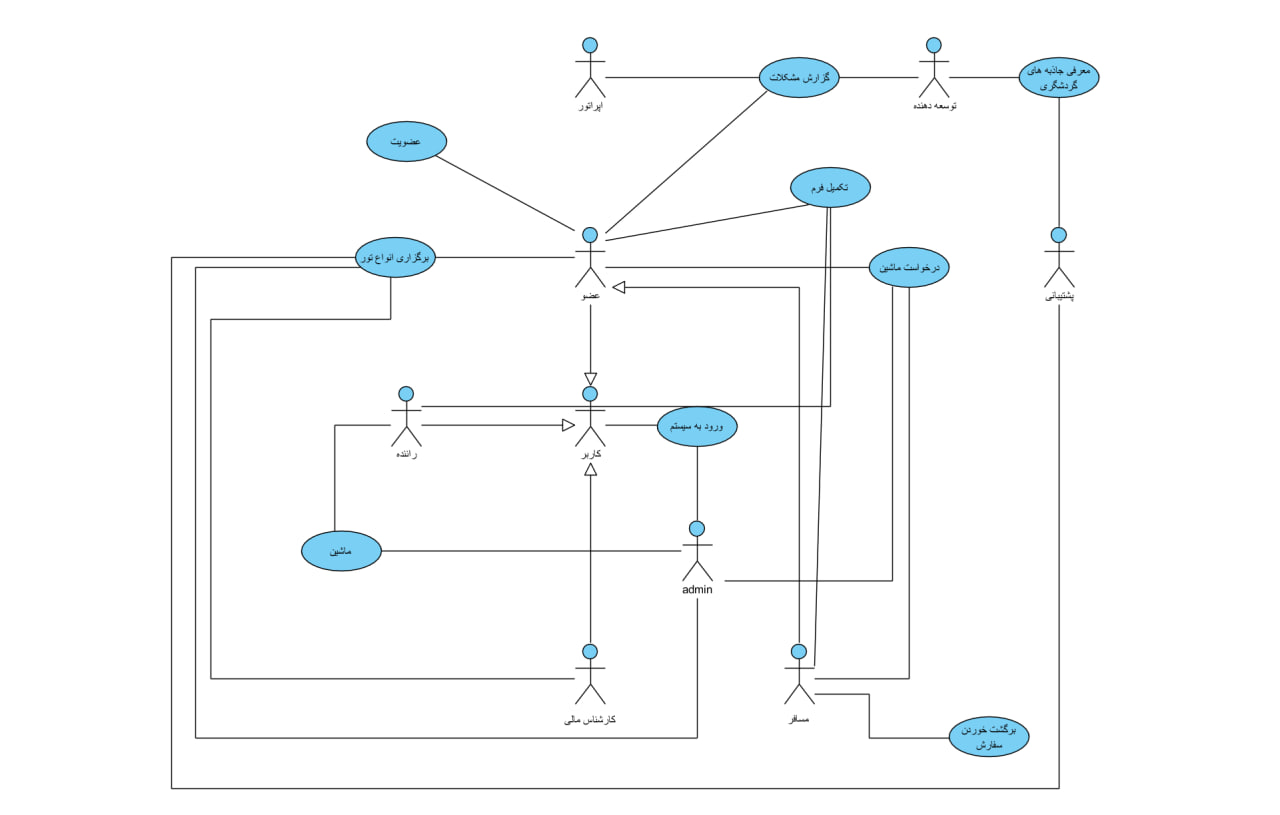 گزارش مشکلات
معرفی جاذبه های
گردشگری
توسعه دهنده
اپراتور
عضویت
تکمیل فرم
برگزاری انواع تور
درخواست ماشین
عضو
پشتیبانی
ورود به سیستم
راننده
کاربر
ماشین
admin
کارشناس مالی
مسافر
برگشت خوردن
سفارش